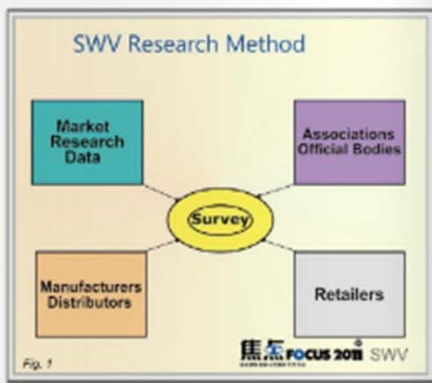 SWV Research Method
Market
Research
Data
Associations
Official Bodies
Survey
Manufacturers
Distributors
Retailers
焦点 FOCUS 2011 SWV
Fig. 1